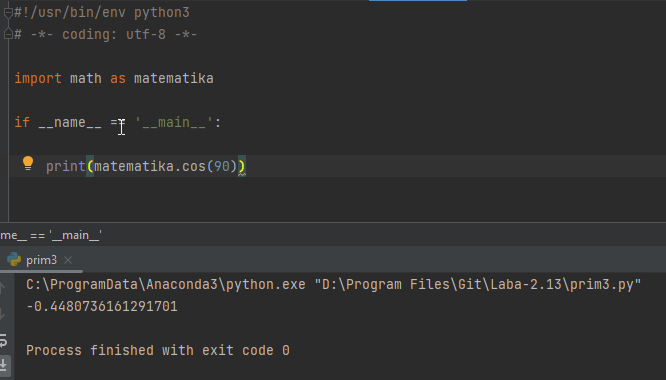 #!/usr/bin/env python3
# -*- coding: utf-8 -*-
import math as matematika
if __name__ == '__main__':
print(matematika.cos(90))
me__ == '__main__'
prim3
C:\ProgramData\Anaconda3\python.exe "D:\Program Files\Git\Laba-2.13\prim3.py"
-0.4480736161291701
Process finished with exit code 0